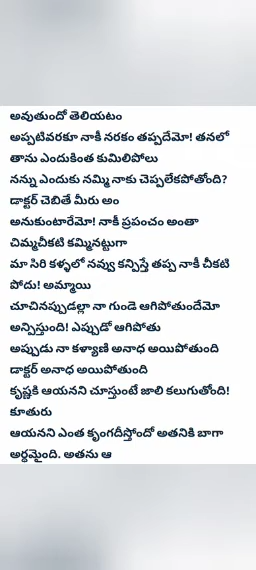 అవుతుందో తెలియటం
అప్పటివరకూ నాకీ నరకం తప్పదేమో! తనలో
తాను ఎందుకింత కుమిలిపోలు
నన్ను ఎందుకు నమ్మి నాకు చెప్పలేకపోతోంది?
డాక్టర్ చెబితే మీరు అం
అనుకుంటారేమో! నాకీ ప్రపంచం అంతా
చిమ్మచీకటి కమ్మినట్టుగా
మా సిరి కళ్ళలో నవ్వు కన్పిస్తే తప్ప నాకీ చీకటి
పోదు! అమ్మాయి
చూచినప్పుడల్లా నా గుండె ఆగిపోతుందేమో
అన్పిస్తుంది! ఎప్పుడో ఆగిపోతు
అప్పుడు నా కళ్యాణి అనాధ అయిపోతుంది
డాక్టర్ అనాధ అయిపోతుంది
కృష్ణకి ఆయనని చూస్తుంటే జాలి కలుగుతోంది!
కూతురు
ఆయనని ఎంత కృంగదీస్తోందో అతనికి బాగా
అర్ధమైంది. అతను ఆ